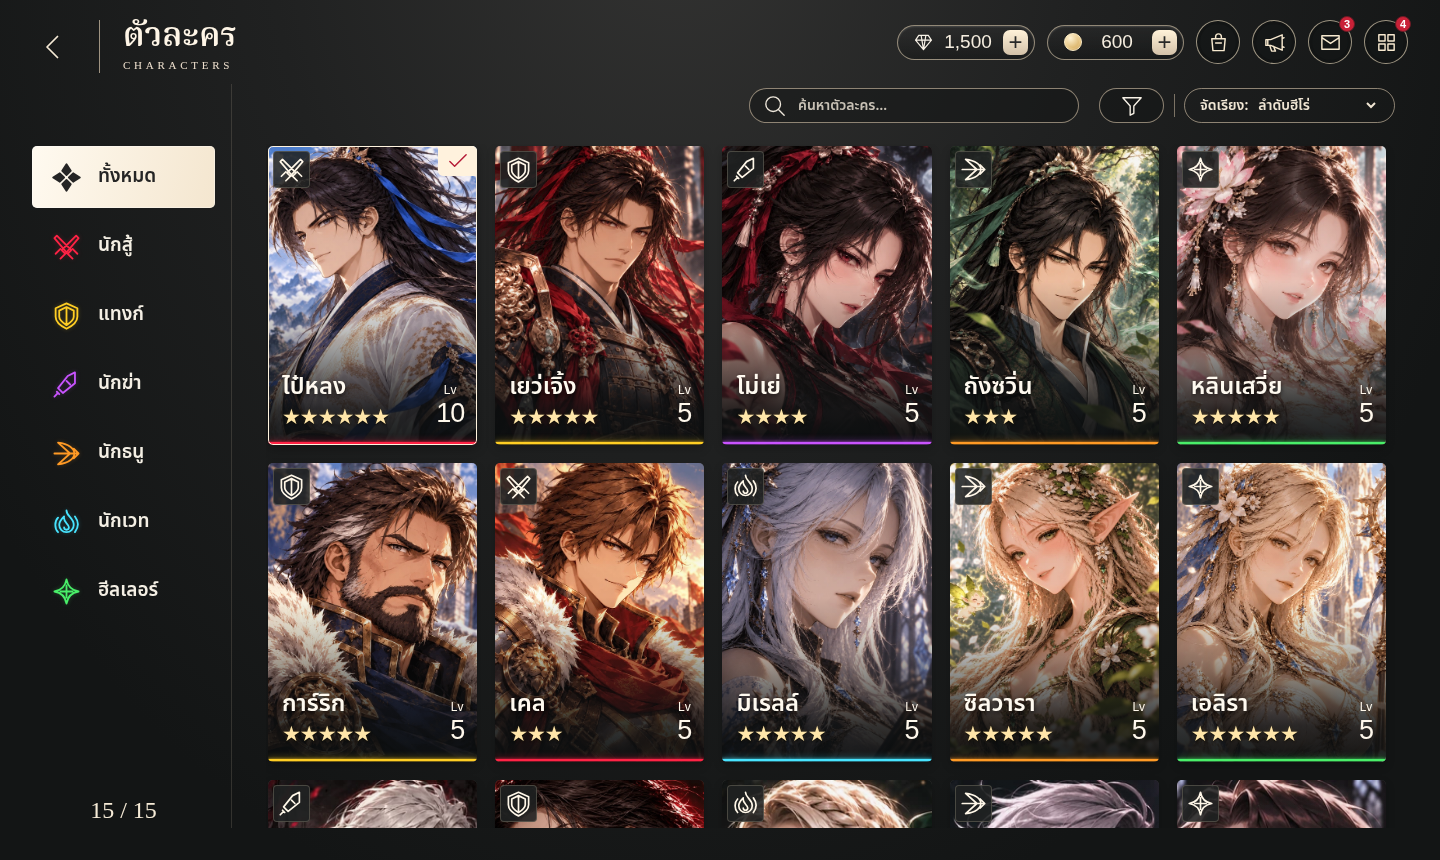 ตัวละคร
CHARACTERS
1,500
600
3
4
ค้นหาตัวละคร...
จัดเรียง: ลำดับฮีโร่
ทั้งหมด
นักสู้
แทงก์
นักฆ่า
นักธนู
นักเวท
ฮีลเลอร์
15 / 15
ไป๋หลง
Lv
10
เยว่เจิ้ง
Lv
5
โม่เย่
Lv
5
ถังซวิ่น
Lv
5
หลินเสวี่ย
Lv
5
การ์ริก
Lv
5
เคล
Lv
5
มิเรลล์
Lv
5
ซิลวารา
Lv
5
เอลิรา
Lv
5